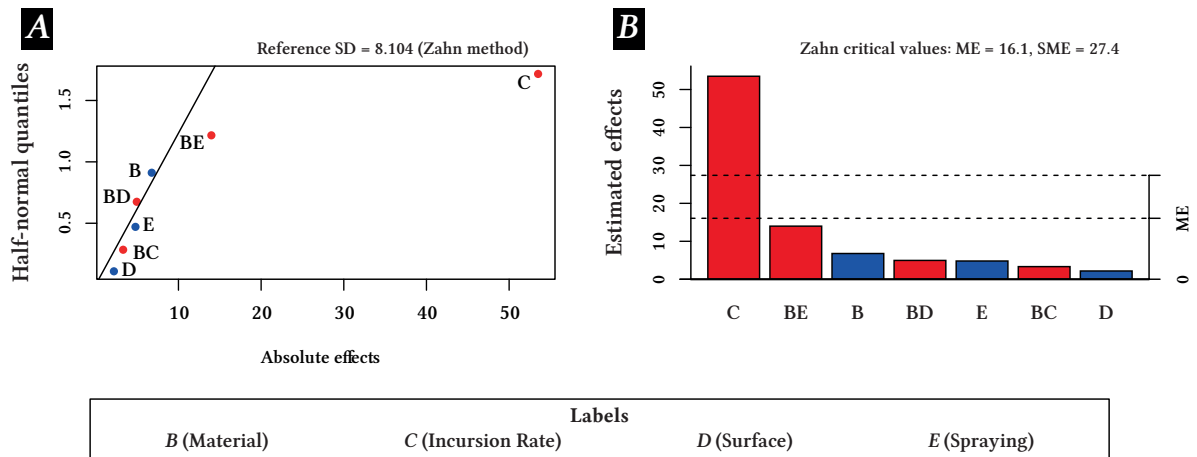 A
Reference SD = 8.104 (Zahn method)
Half-normal quantiles
1.5
1.0
0.5
C
BE
B
BD
E
BC
D
10 20 30 40 50
Absolute effects
B
Zahn critical values: ME = 16.1, SME = 27.4
Estimated effects
50
40
30
20
10
0
ME
0
C BE B BD E BC D
Labels
B (Material) C (Incursion Rate) D (Surface) E (Spraying)